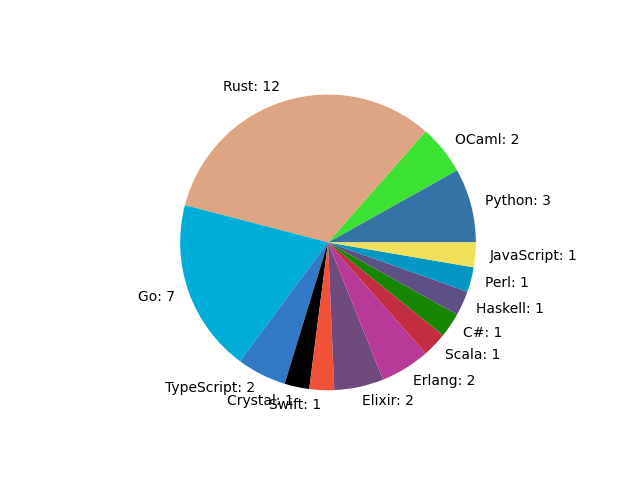 Rust: 12
OCaml: 2
Python: 3
JavaScript: 1
Perl: 1
Haskell: 1
C#: 1
Scala: 1
Erlang: 2
Elixir: 2
Swift: 1
Crystal: 1
TypeScript: 2
Go: 7